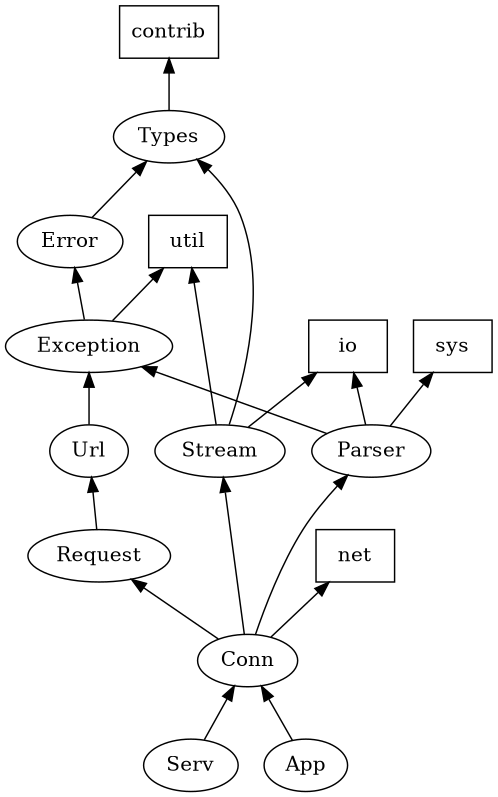 contrib
Types
Error
util
Exception
io
sys
Url
Stream
Parser
Request
net
Conn
Serv
App